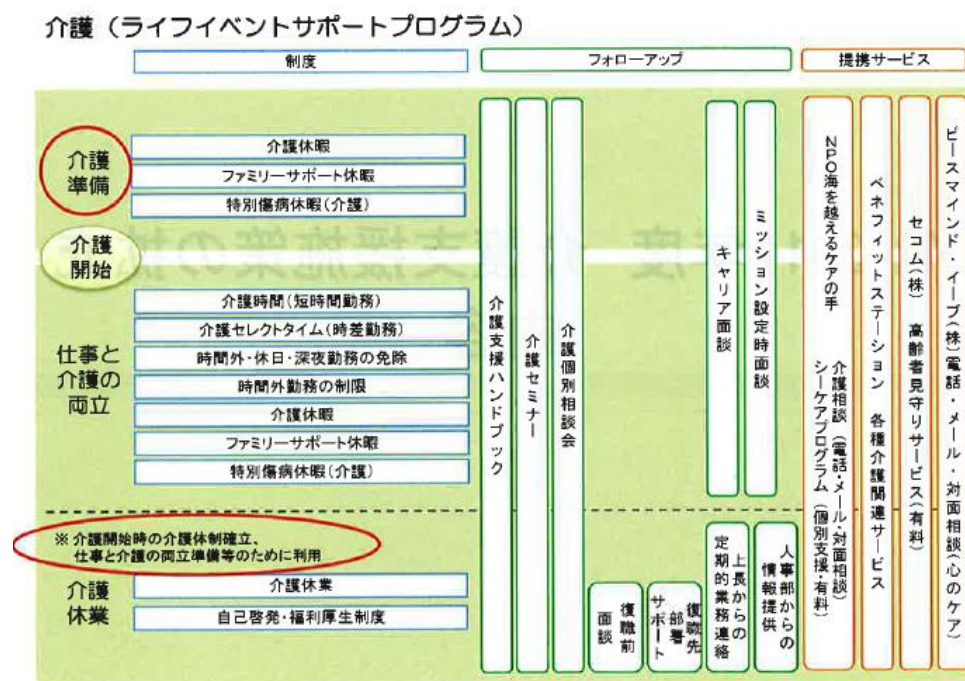 介護（ライフイベントサポートプログラム）
制度
フォローアップ
提携サービス
介護
準備
介護休暇
ファミリーサポート休暇
特別傷病休暇（介護）
介護
開始
仕事と
介護の
両立
介護時間（短時間勤務）
介護セレクトタイム（時差勤務）
時間外・休日・深夜勤務の免除
時間外勤務の制限
介護休暇
ファミリーサポート休暇
特別傷病休暇（介護）
※ 介護開始時の介護体制確立、
仕事と介護の両立準備等のために利用
介護
休業
介護休業
自己啓発・福利厚生制度
介護支援ハンドブック
介護セミナー
介護個別相談会
復職前
面談
復職先
部署
サポート
キャリア面談
ミッション設定時面談
上長からの
定期的業務連絡
人事部からの
情報提供
NPO海を越えるケアの手
介護相談（電話・メール・対面相談）
シーケアプログラム（個別支援・有料）
ベネフィットステーション 各種介護関連サービス
セコム（株） 高齢者見守りサービス（有料）
ピースマインド・イープ（株）電話・メール・対面相談（心のケア）